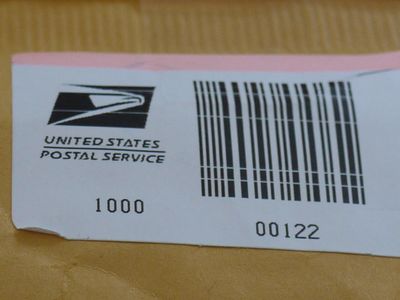 UNITED STATES
POSTAL SERVICE
1000
00122